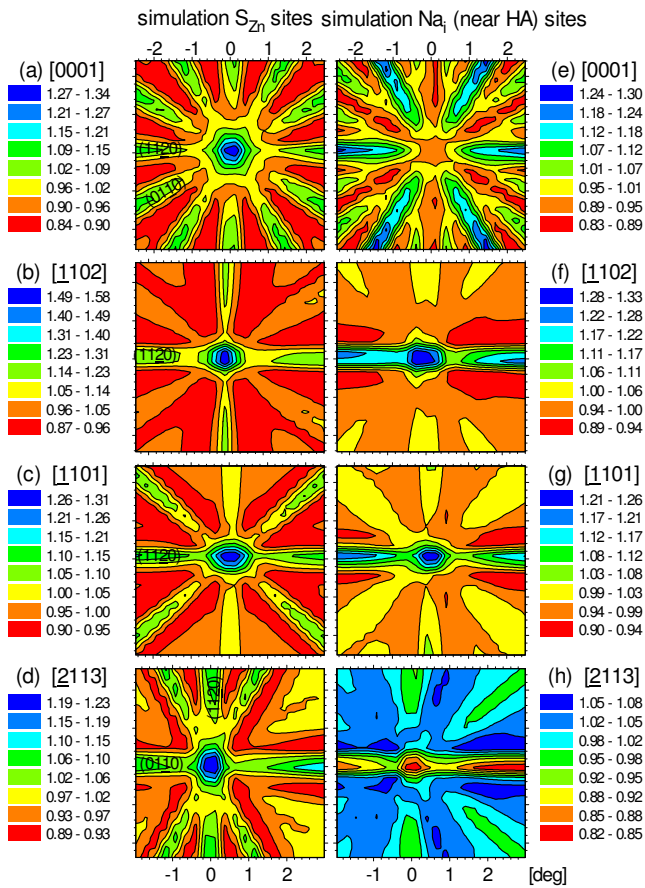 simulation S_Zn sites simulation Na_i (near HA) sites
-2 -1 0 1 2 -2 -1 0 1 2
(a) [0001]
1.27 - 1.34
1.21 - 1.27
1.15 - 1.21
1.09 - 1.15
1.02 - 1.09
0.96 - 1.02
0.90 - 0.96
0.84 - 0.90
(1120)
(0110)
(e) [0001]
1.24 - 1.30
1.18 - 1.24
1.12 - 1.18
1.07 - 1.12
1.01 - 1.07
0.95 - 1.01
0.89 - 0.95
0.83 - 0.89
(b) [1102]
1.49 - 1.58
1.40 - 1.49
1.31 - 1.40
1.23 - 1.31
1.14 - 1.23
1.05 - 1.14
0.96 - 1.05
0.87 - 0.96
(1120)
(f) [1102]
1.28 - 1.33
1.22 - 1.28
1.17 - 1.22
1.11 - 1.17
1.06 - 1.11
1.00 - 1.06
0.94 - 1.00
0.89 - 0.94
(c) [1101]
1.26 - 1.31
1.21 - 1.26
1.15 - 1.21
1.10 - 1.15
1.05 - 1.10
1.00 - 1.05
0.95 - 1.00
0.90 - 0.95
(1120)
(g) [1101]
1.21 - 1.26
1.17 - 1.21
1.12 - 1.17
1.08 - 1.12
1.03 - 1.08
0.99 - 1.03
0.94 - 0.99
0.90 - 0.94
(d) [2113]
1.19 - 1.23
1.15 - 1.19
1.10 - 1.15
1.06 - 1.10
1.02 - 1.06
0.97 - 1.02
0.93 - 0.97
0.89 - 0.93
(1120)
(0110)
(h) [2113]
1.05 - 1.08
1.02 - 1.05
0.98 - 1.02
0.95 - 0.98
0.92 - 0.95
0.88 - 0.92
0.85 - 0.88
0.82 - 0.85
-1 0 1 2 -1 0 1 2 [deg]